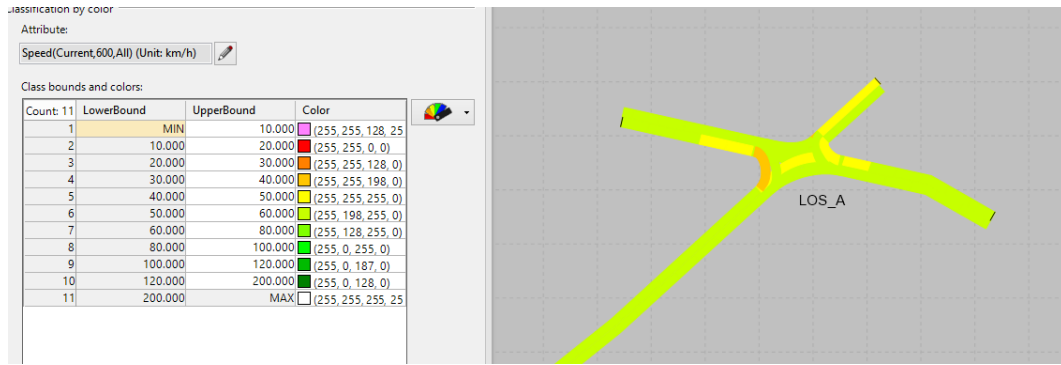 Classification by color
Attribute:
Speed(Current,600,All) (Unit: km/h)
Class bounds and colors:
Count: 11 LowerBound UpperBound Color
1 MIN 10.000 (255, 255, 128, 25
2 10.000 20.000 (255, 255, 0, 0)
3 20.000 30.000 (255, 255, 128, 0)
4 30.000 40.000 (255, 255, 198, 0)
5 40.000 50.000 (255, 255, 255, 0)
6 50.000 60.000 (255, 198, 255, 0)
7 60.000 80.000 (255, 128, 255, 0)
8 80.000 100.000 (255, 0, 255, 0)
9 100.000 120.000 (255, 0, 187, 0)
10 120.000 200.000 (255, 0, 128, 0)
11 200.000 MAX (255, 255, 255, 25
LOS_A